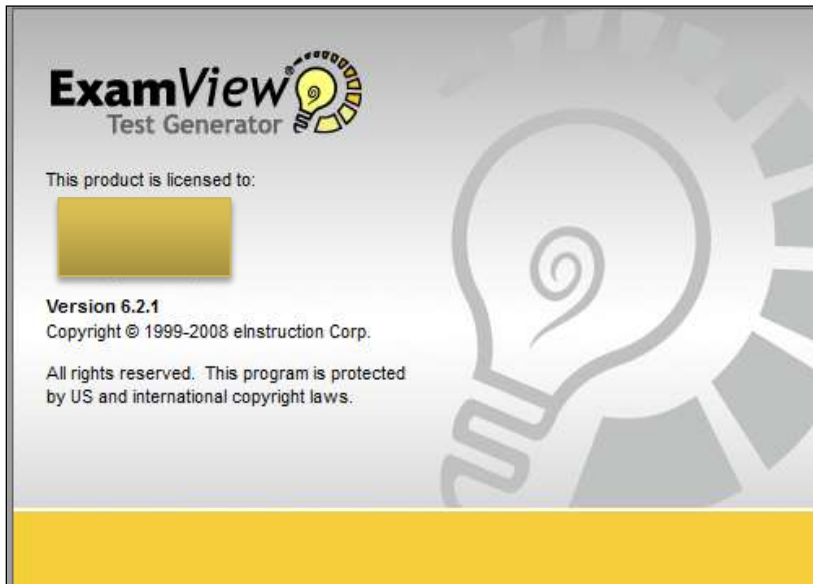 ExamView®
Test Generator
This product is licensed to:
Version 6.2.1
Copyright © 1999-2008 eInstruction Corp.
All rights reserved. This program is protected
by US and international copyright laws.